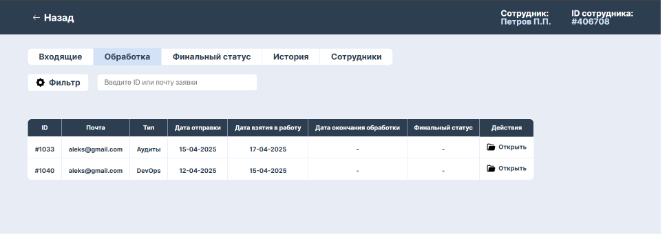 ← Назад
Сотрудник: ID сотрудника:
Петров П.П. #406708
Входящие Обработка Финальный статус История Сотрудники
Фильтр Введите ID или почту заявки
ID Почта Тип Дата отправки Дата взятия в работу Дата окончания обработки Финальный статус Действия
#1033 aleks@gmail.com Аудиты 15-04-2025 17-04-2025 - - Открыть
#1040 aleks@gmail.com DevOps 12-04-2025 15-04-2025 - - Открыть